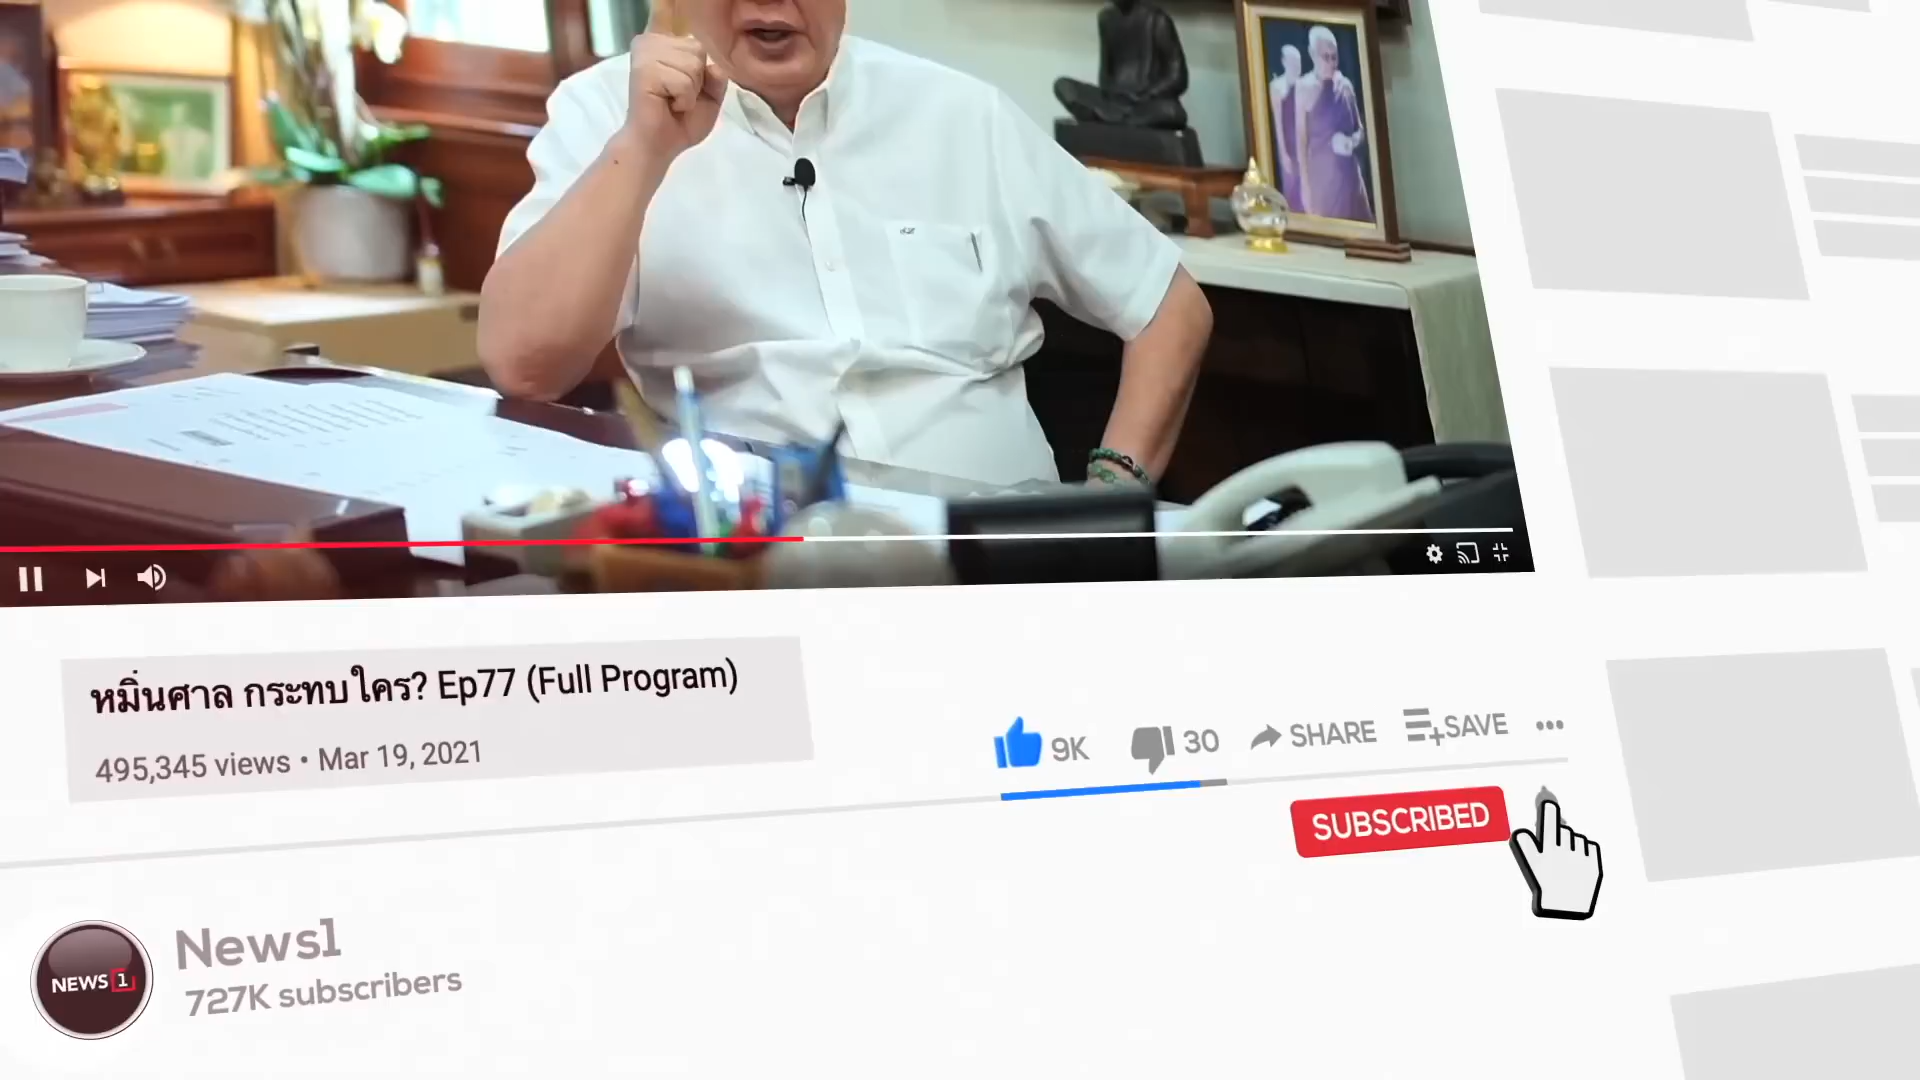 หมิ่นศาล กระทบใคร? Ep77 (Full Program)
495,345 views • Mar 19, 2021
9K
30
SHARE
SAVE
SUBSCRIBED
NEWS 1
News1
727K subscribers